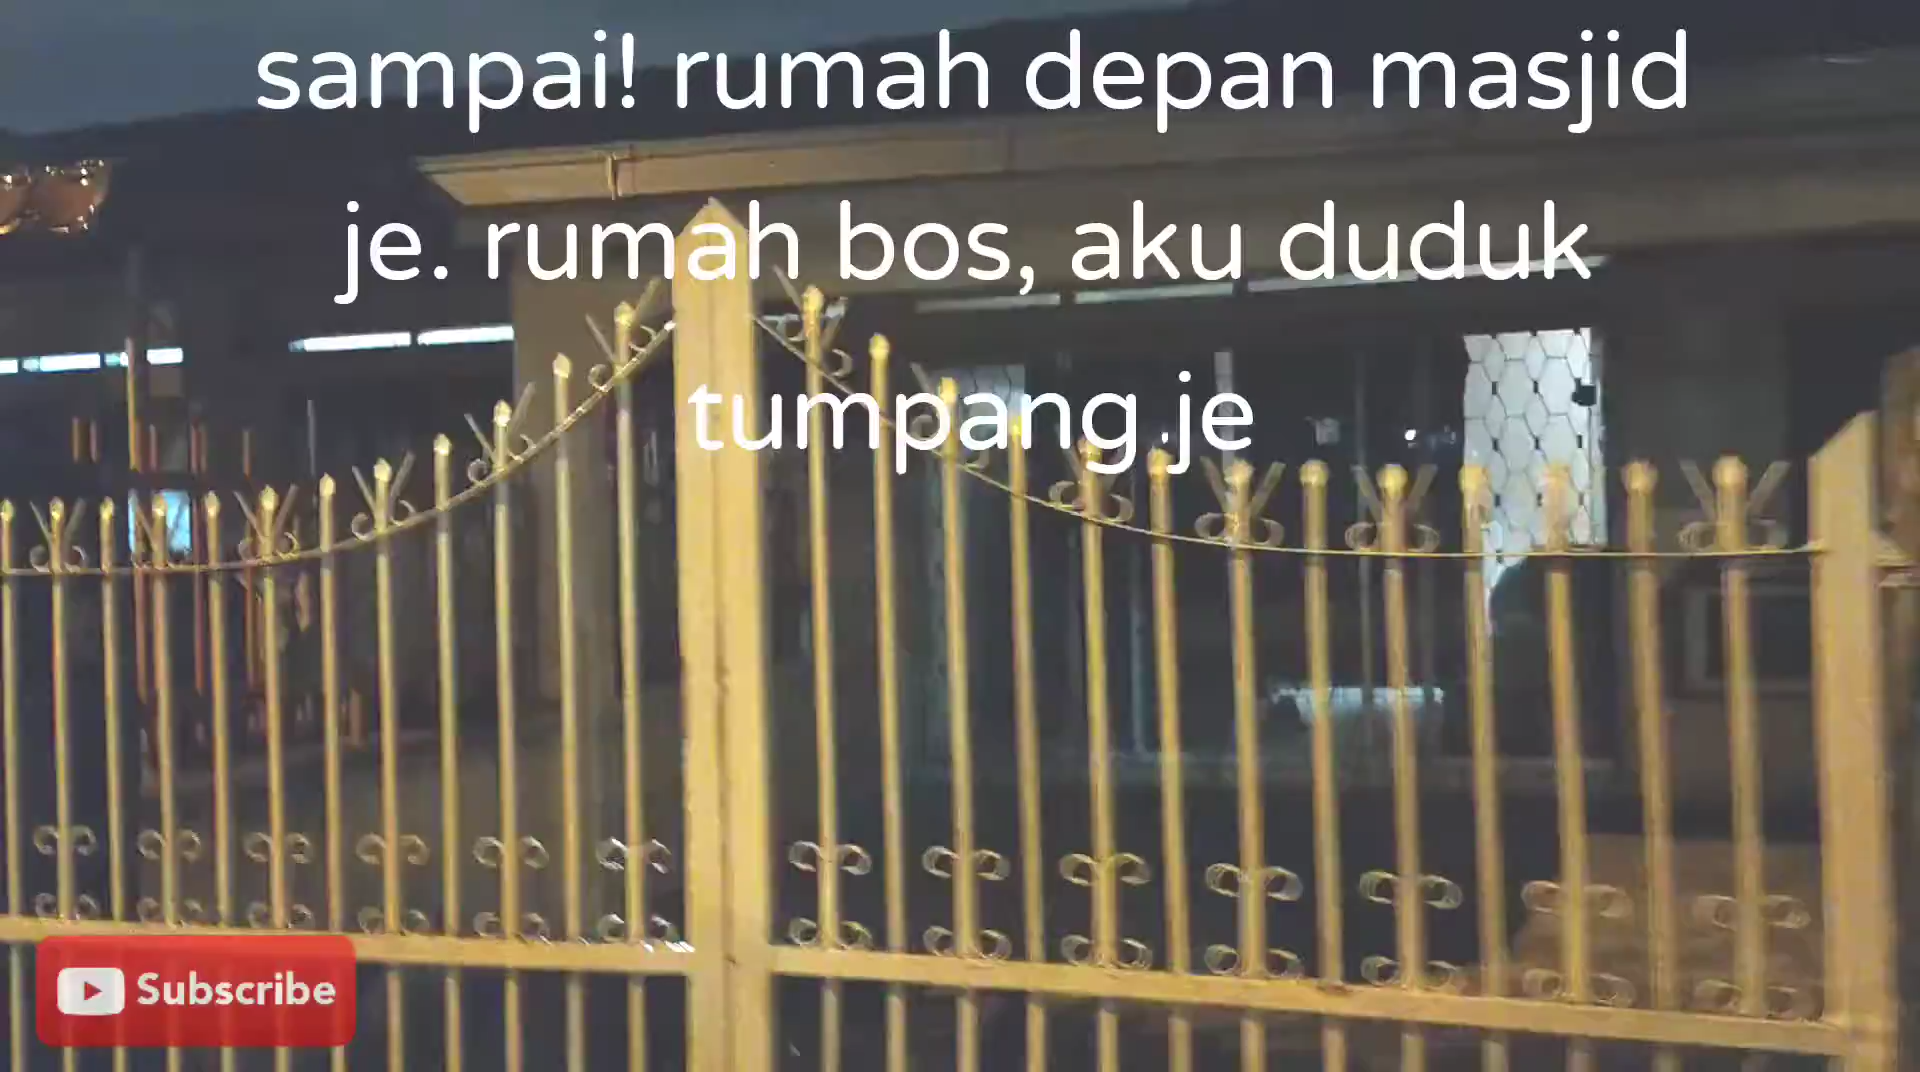 sampai! rumah depan masjid
je. rumah bos, aku duduk
tumpang je
Subscribe